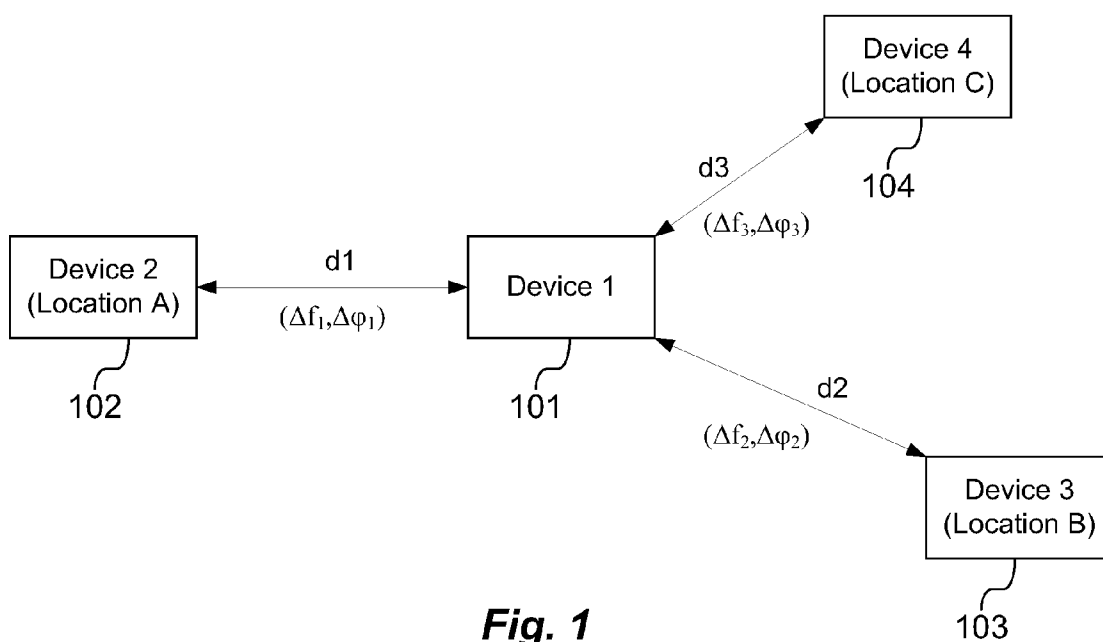 Device 4
(Location C)
104
d3
(Δf₃,Δφ₃)
Device 2
(Location A)
102
d1
(Δf₁,Δφ₁)
Device 1
101
d2
(Δf₂,Δφ₂)
Device 3
(Location B)
103
Fig. 1